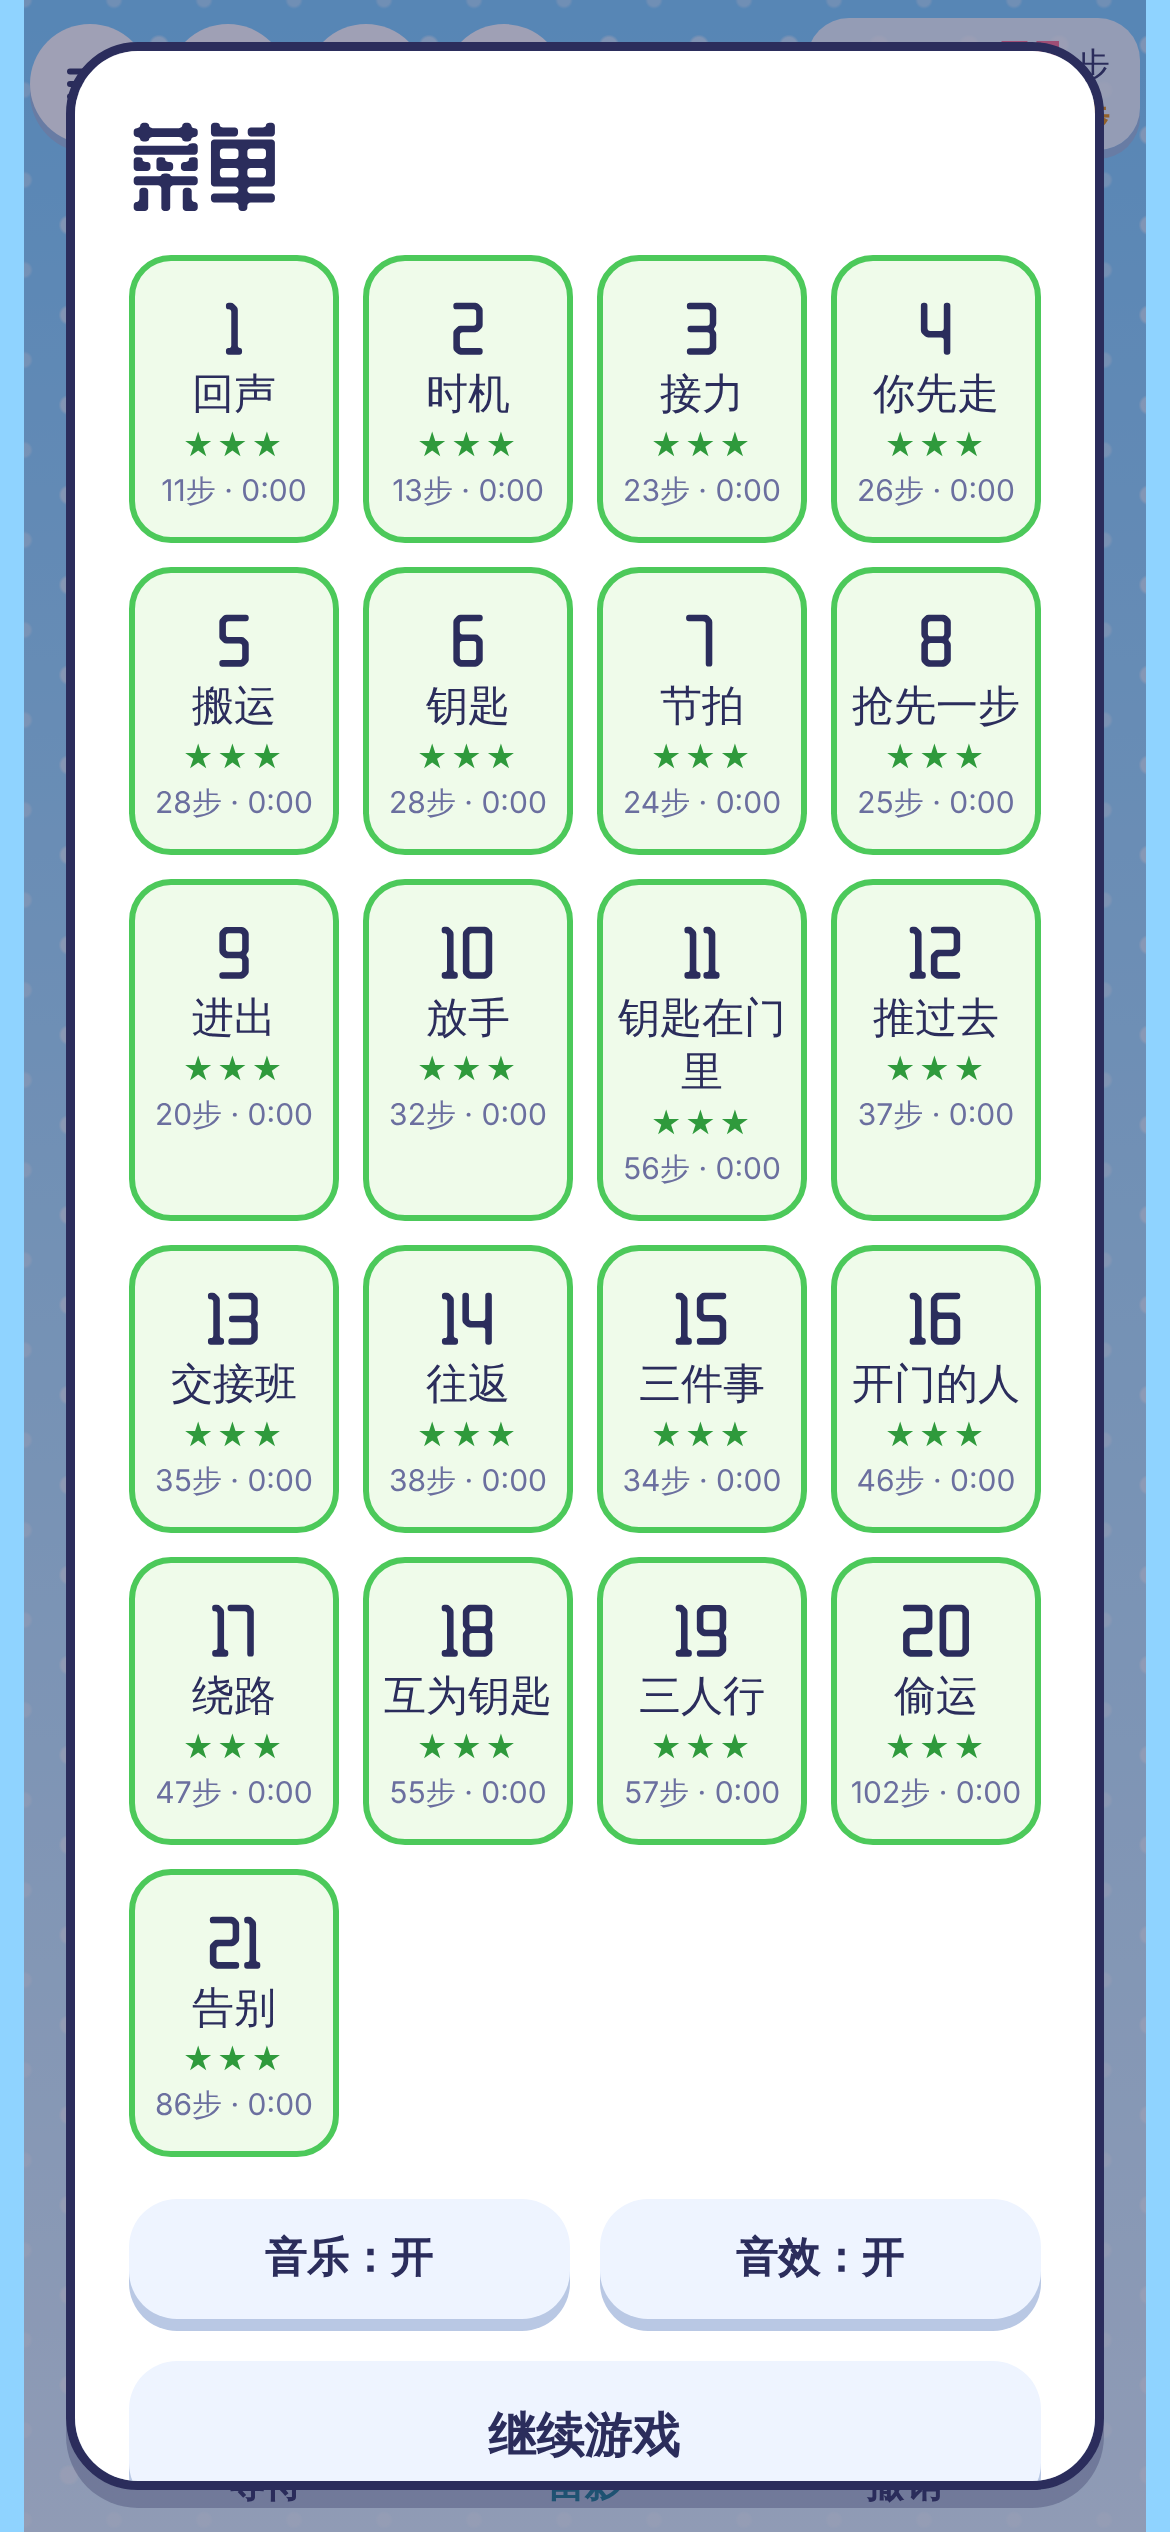 步
菜单
1
回声
★★★
11步 · 0:00
2
时机
★★★
13步 · 0:00
3
接力
★★★
23步 · 0:00
4
你先走
★★★
26步 · 0:00
5
搬运
★★★
28步 · 0:00
6
钥匙
★★★
28步 · 0:00
7
节拍
★★★
24步 · 0:00
8
抢先一步
★★★
25步 · 0:00
9
进出
★★★
20步 · 0:00
10
放手
★★★
32步 · 0:00
11
钥匙在门
里
★★★
56步 · 0:00
12
推过去
★★★
37步 · 0:00
13
交接班
★★★
35步 · 0:00
14
往返
★★★
38步 · 0:00
15
三件事
★★★
34步 · 0:00
16
开门的人
★★★
46步 · 0:00
17
绕路
★★★
47步 · 0:00
18
互为钥匙
★★★
55步 · 0:00
19
三人行
★★★
57步 · 0:00
20
偷运
★★★
102步 · 0:00
21
告别
★★★
86步 · 0:00
音乐：开
音效：开
继续游戏